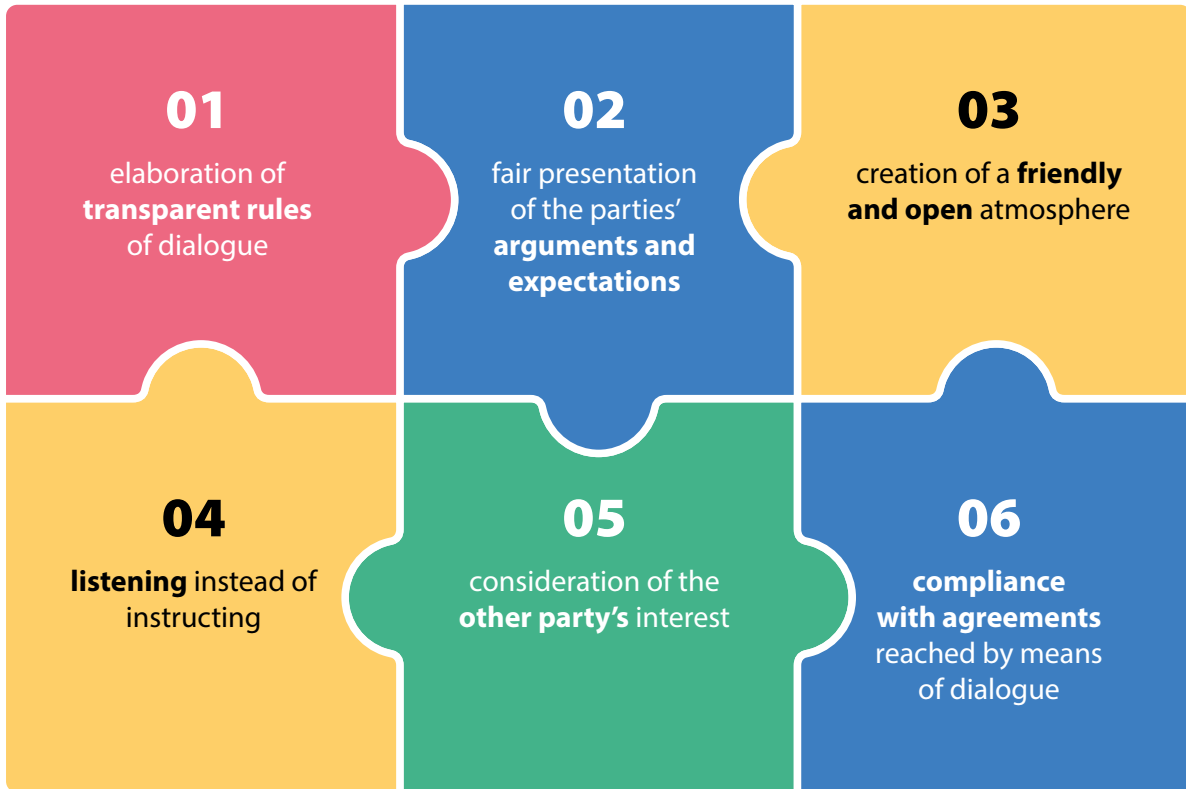 01
elaboration of
transparent rules
of dialogue
02
fair presentation
of the parties’
arguments and
expectations
03
creation of a friendly
and open atmosphere
04
listening instead of
instructing
05
consideration of the
other party’s interest
06
compliance
with agreements
reached by means
of dialogue